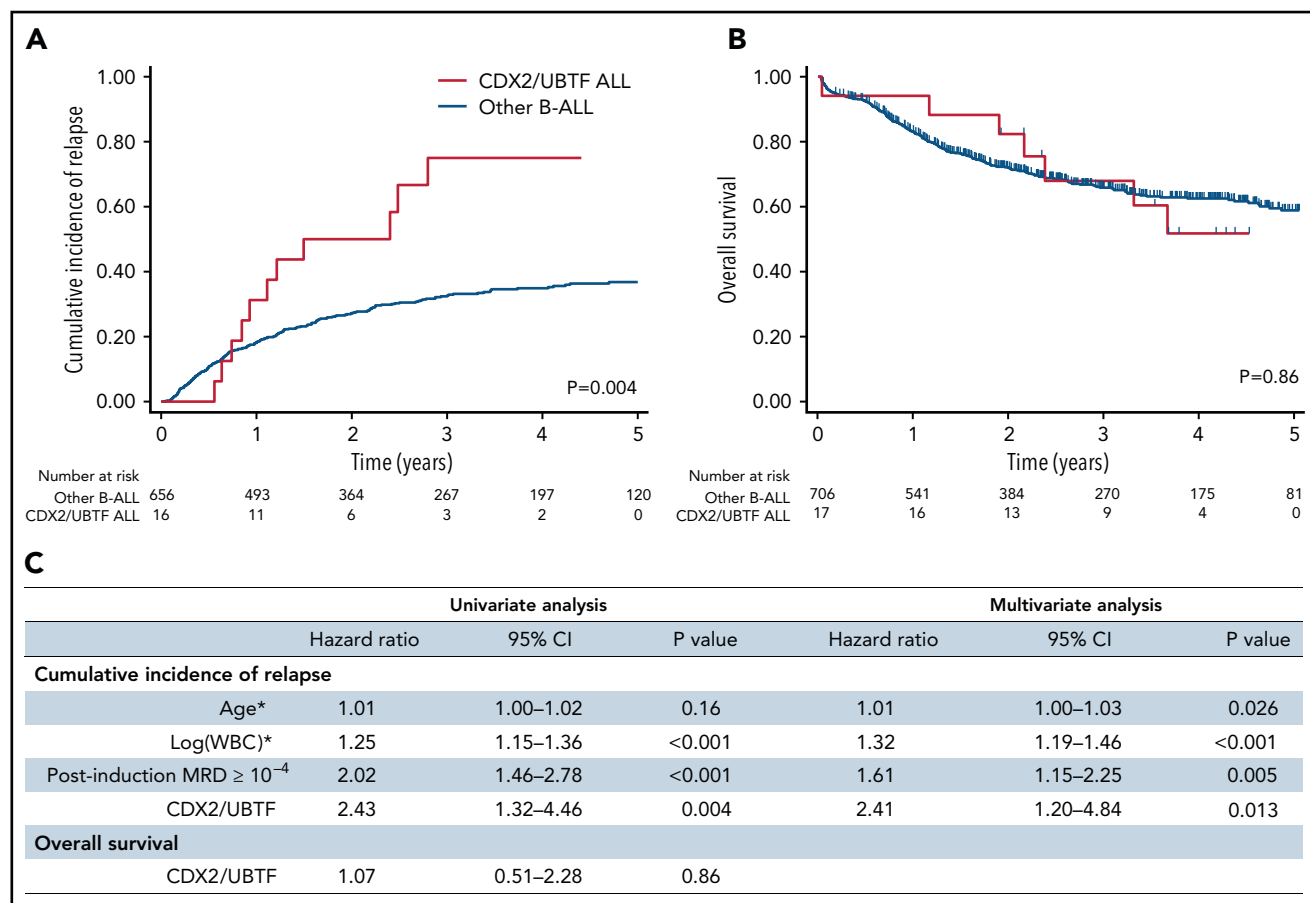 A
1.00
0.80
0.60
0.40
0.20
0.00
Cumulative incidence of relapse
CDX2/UBTF ALL
Other B-ALL
P=0.004
0 1 2 3 4 5
Time (years)
Number at risk
Other B-ALL 656 493 364 267 197 120
CDX2/UBTF ALL 16 11 6 3 2 0
B
1.00
0.80
0.60
0.40
0.20
0.00
Overall survival
P=0.86
0 1 2 3 4 5
Time (years)
Number at risk
Other B-ALL 706 541 384 270 175 81
CDX2/UBTF ALL 17 16 13 9 4 0
C
Univariate analysis Multivariate analysis
Hazard ratio 95% CI P value Hazard ratio 95% CI P value
Cumulative incidence of relapse
Age* 1.01 1.00–1.02 0.16 1.01 1.00–1.03 0.026
Log(WBC)* 1.25 1.15–1.36 <0.001 1.32 1.19–1.46 <0.001
Post-induction MRD ≥ 10⁻⁴ 2.02 1.46–2.78 <0.001 1.61 1.15–2.25 0.005
CDX2/UBTF 2.43 1.32–4.46 0.004 2.41 1.20–4.84 0.013
Overall survival
CDX2/UBTF 1.07 0.51–2.28 0.86